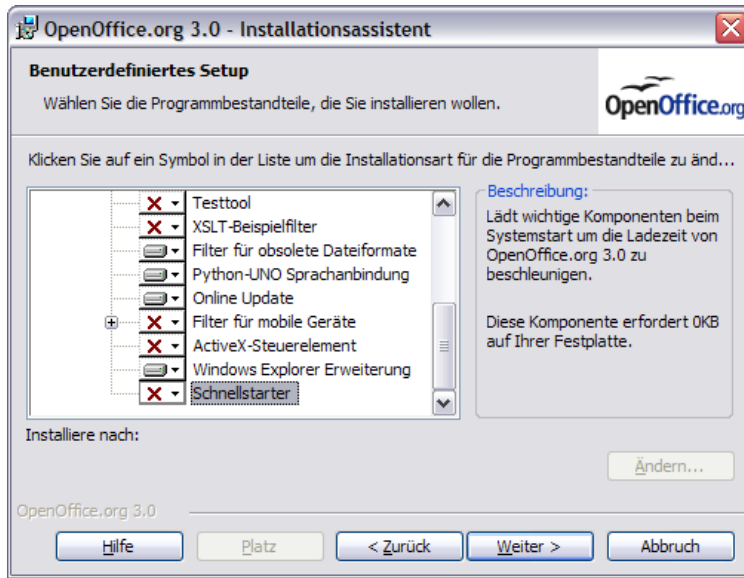 OpenOffice.org 3.0 - Installationsassistent
Benutzerdefiniertes Setup
Wählen Sie die Programmbestandteile, die Sie installieren wollen.
OpenOffice.org
Klicken Sie auf ein Symbol in der Liste um die Installationsart für die Programmbestandteile zu änd...
Testtool
XSLT-Beispielfilter
Filter für obsolete Dateiformate
Python-UNO Sprachanbindung
Online Update
Filter für mobile Geräte
ActiveX-Steuerelement
Windows Explorer Erweiterung
Schnellstarter
Beschreibung:
Lädt wichtige Komponenten beim
Systemstart um die Ladezeit von
OpenOffice.org 3.0 zu
beschleunigen.
Diese Komponente erfordert 0KB
auf Ihrer Festplatte.
Installiere nach:
Ändern...
OpenOffice.org 3.0
Hilfe
Platz
< Zurück
Weiter >
Abbruch